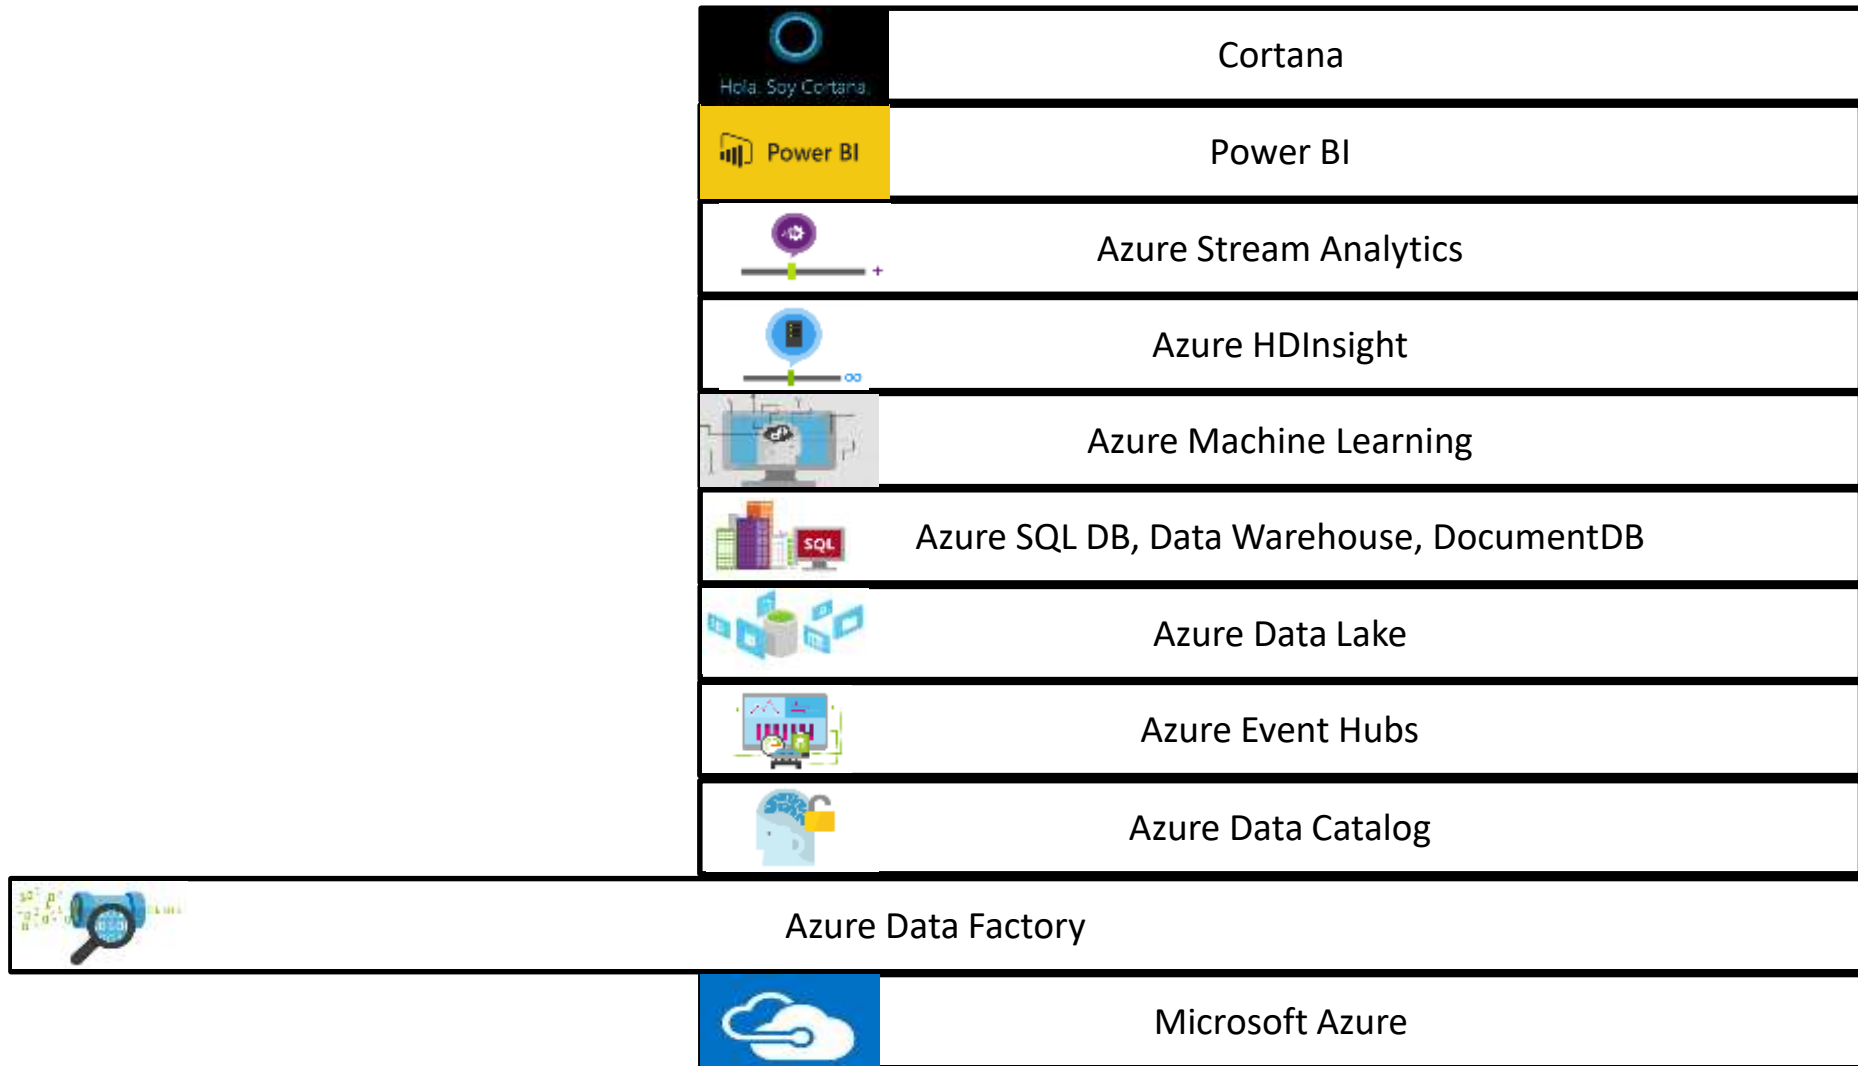 Hola. Soy Cortana.
Cortana
Power BI
Power BI
Azure Stream Analytics
Azure HDInsight
Azure Machine Learning
SQL
Azure SQL DB, Data Warehouse, DocumentDB
Azure Data Lake
Azure Event Hubs
Azure Data Catalog
Azure Data Factory
Microsoft Azure